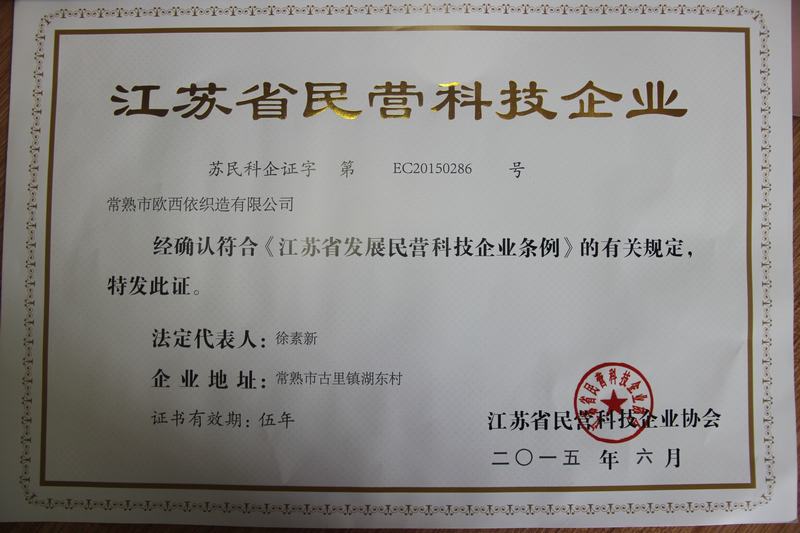 江苏省民营科技企业
苏民科企证字 第 EC20150286 号
常熟市欧西依织造有限公司
经确认符合《江苏省发展民营科技企业条例》的有关规定，
特发此证。
法定代表人：徐素新
企业地址：常熟市古里镇湖东村
证书有效期：伍年
江苏省民营科技企业协会
二〇一五 年 六 月